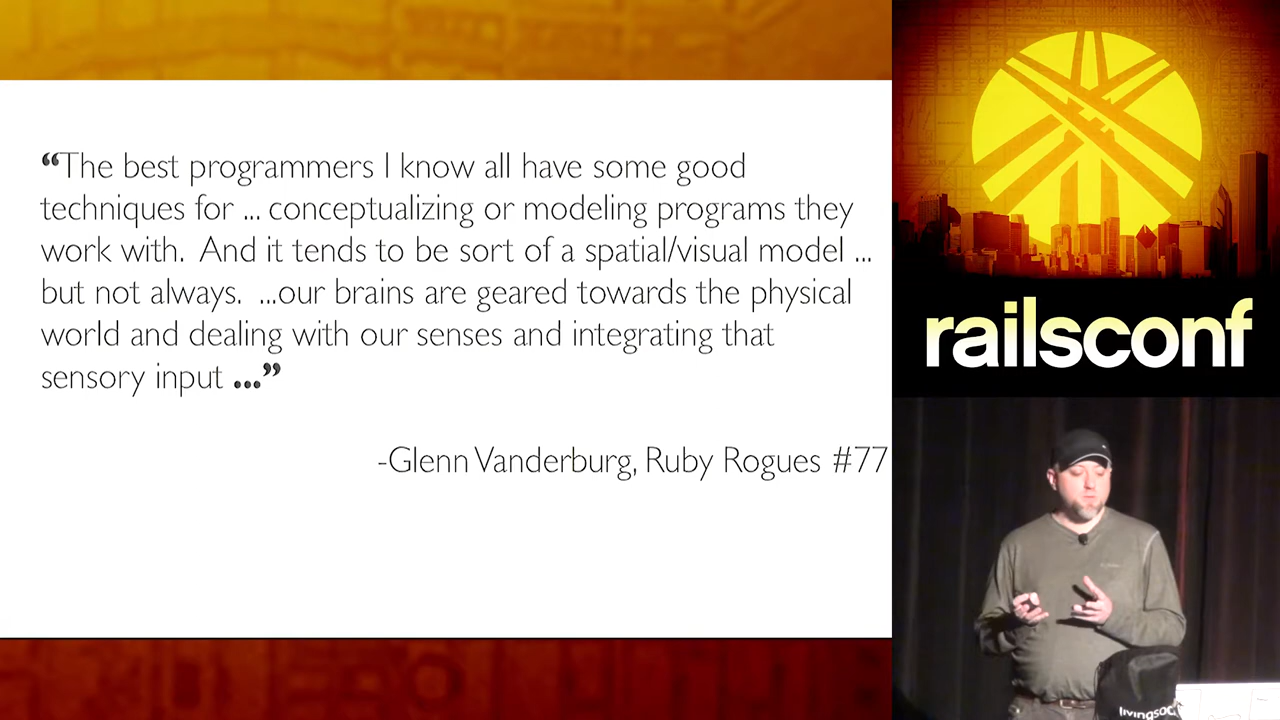 “The best programmers I know all have some good
techniques for ... conceptualizing or modeling programs they
work with.  And it tends to be sort of a spatial/visual model ...
but not always.  ...our brains are geared towards the physical
world and dealing with our senses and integrating that
sensory input ...”
-Glenn Vanderburg, Ruby Rogues #77
railsconf
livingsoc